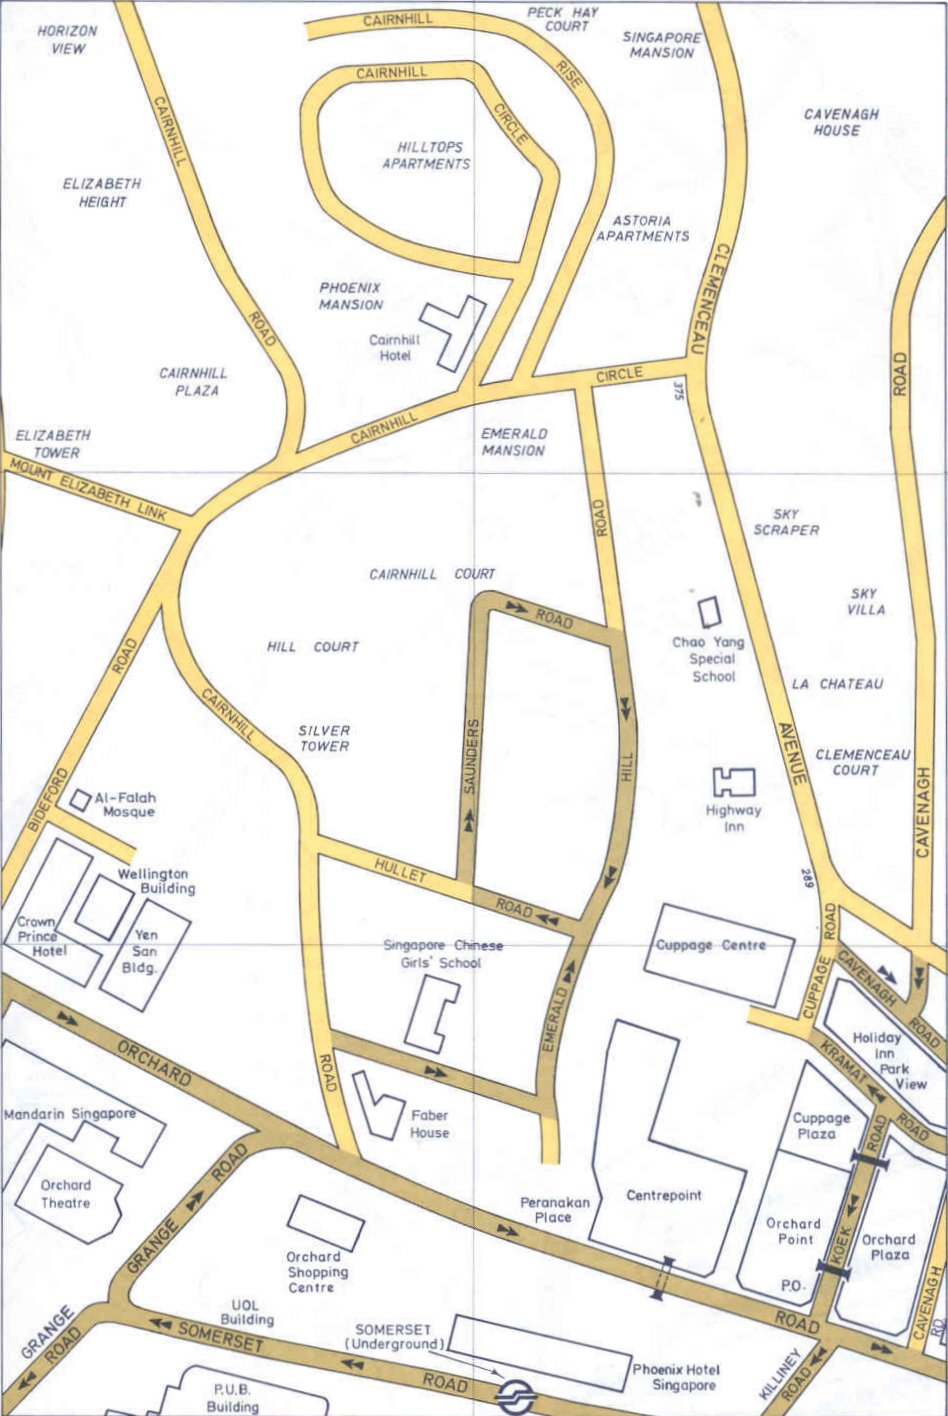 HORIZON
VIEW
CAIRNHILL
RISE
PECK HAY
COURT
SINGAPORE
MANSION
CAVENAGH
HOUSE
CAIRNHILL
CIRCLE
HILLTOPS
APARTMENTS
CAIRNHILL
ROAD
ELIZABETH
HEIGHT
ASTORIA
APARTMENTS
PHOENIX
MANSION
Cairnhill
Hotel
CLEMENCEAU
AVENUE
CAIRNHILL
PLAZA
CAIRNHILL
CIRCLE
375
ROAD
ELIZABETH
TOWER
MOUNT ELIZABETH LINK
EMERALD
MANSION
ROAD
SKY
SCRAPER
CAIRNHILL COURT
ROAD
SKY
VILLA
HILL COURT
Chao Yang
Special
School
LA CHATEAU
ROAD
CAIRNHILL
SILVER
TOWER
SAUNDERS
HILL
CLEMENCEAU
COURT
CAVENAGH
BIDEFORD
Al-Falah
Mosque
Highway
Inn
289
Wellington
Building
HULLET
ROAD
Crown
Prince
Hotel
Yen
San
Bldg.
Singapore Chinese
Girls' School
Cuppage Centre
CUPPAGE ROAD
CAVENAGH
ROAD
EMERALD
ORCHARD
ROAD
Holiday
Inn
Park
View
KRAMAT
ROAD
Mandarin Singapore
Faber
House
Cuppage
Plaza
ROAD
Orchard
Theatre
GRANGE
ROAD
Peranakan
Place
Centrepoint
Orchard
Point
KOEK
Orchard
Plaza
Orchard
Shopping
Centre
P.O.
CAVENAGH
RD
UOL
Building
GRANGE
ROAD
SOMERSET
SOMERSET
(Underground)
ROAD
ROAD
Phoenix Hotel
Singapore
KILLINEY
ROAD
P.U.B.
Building